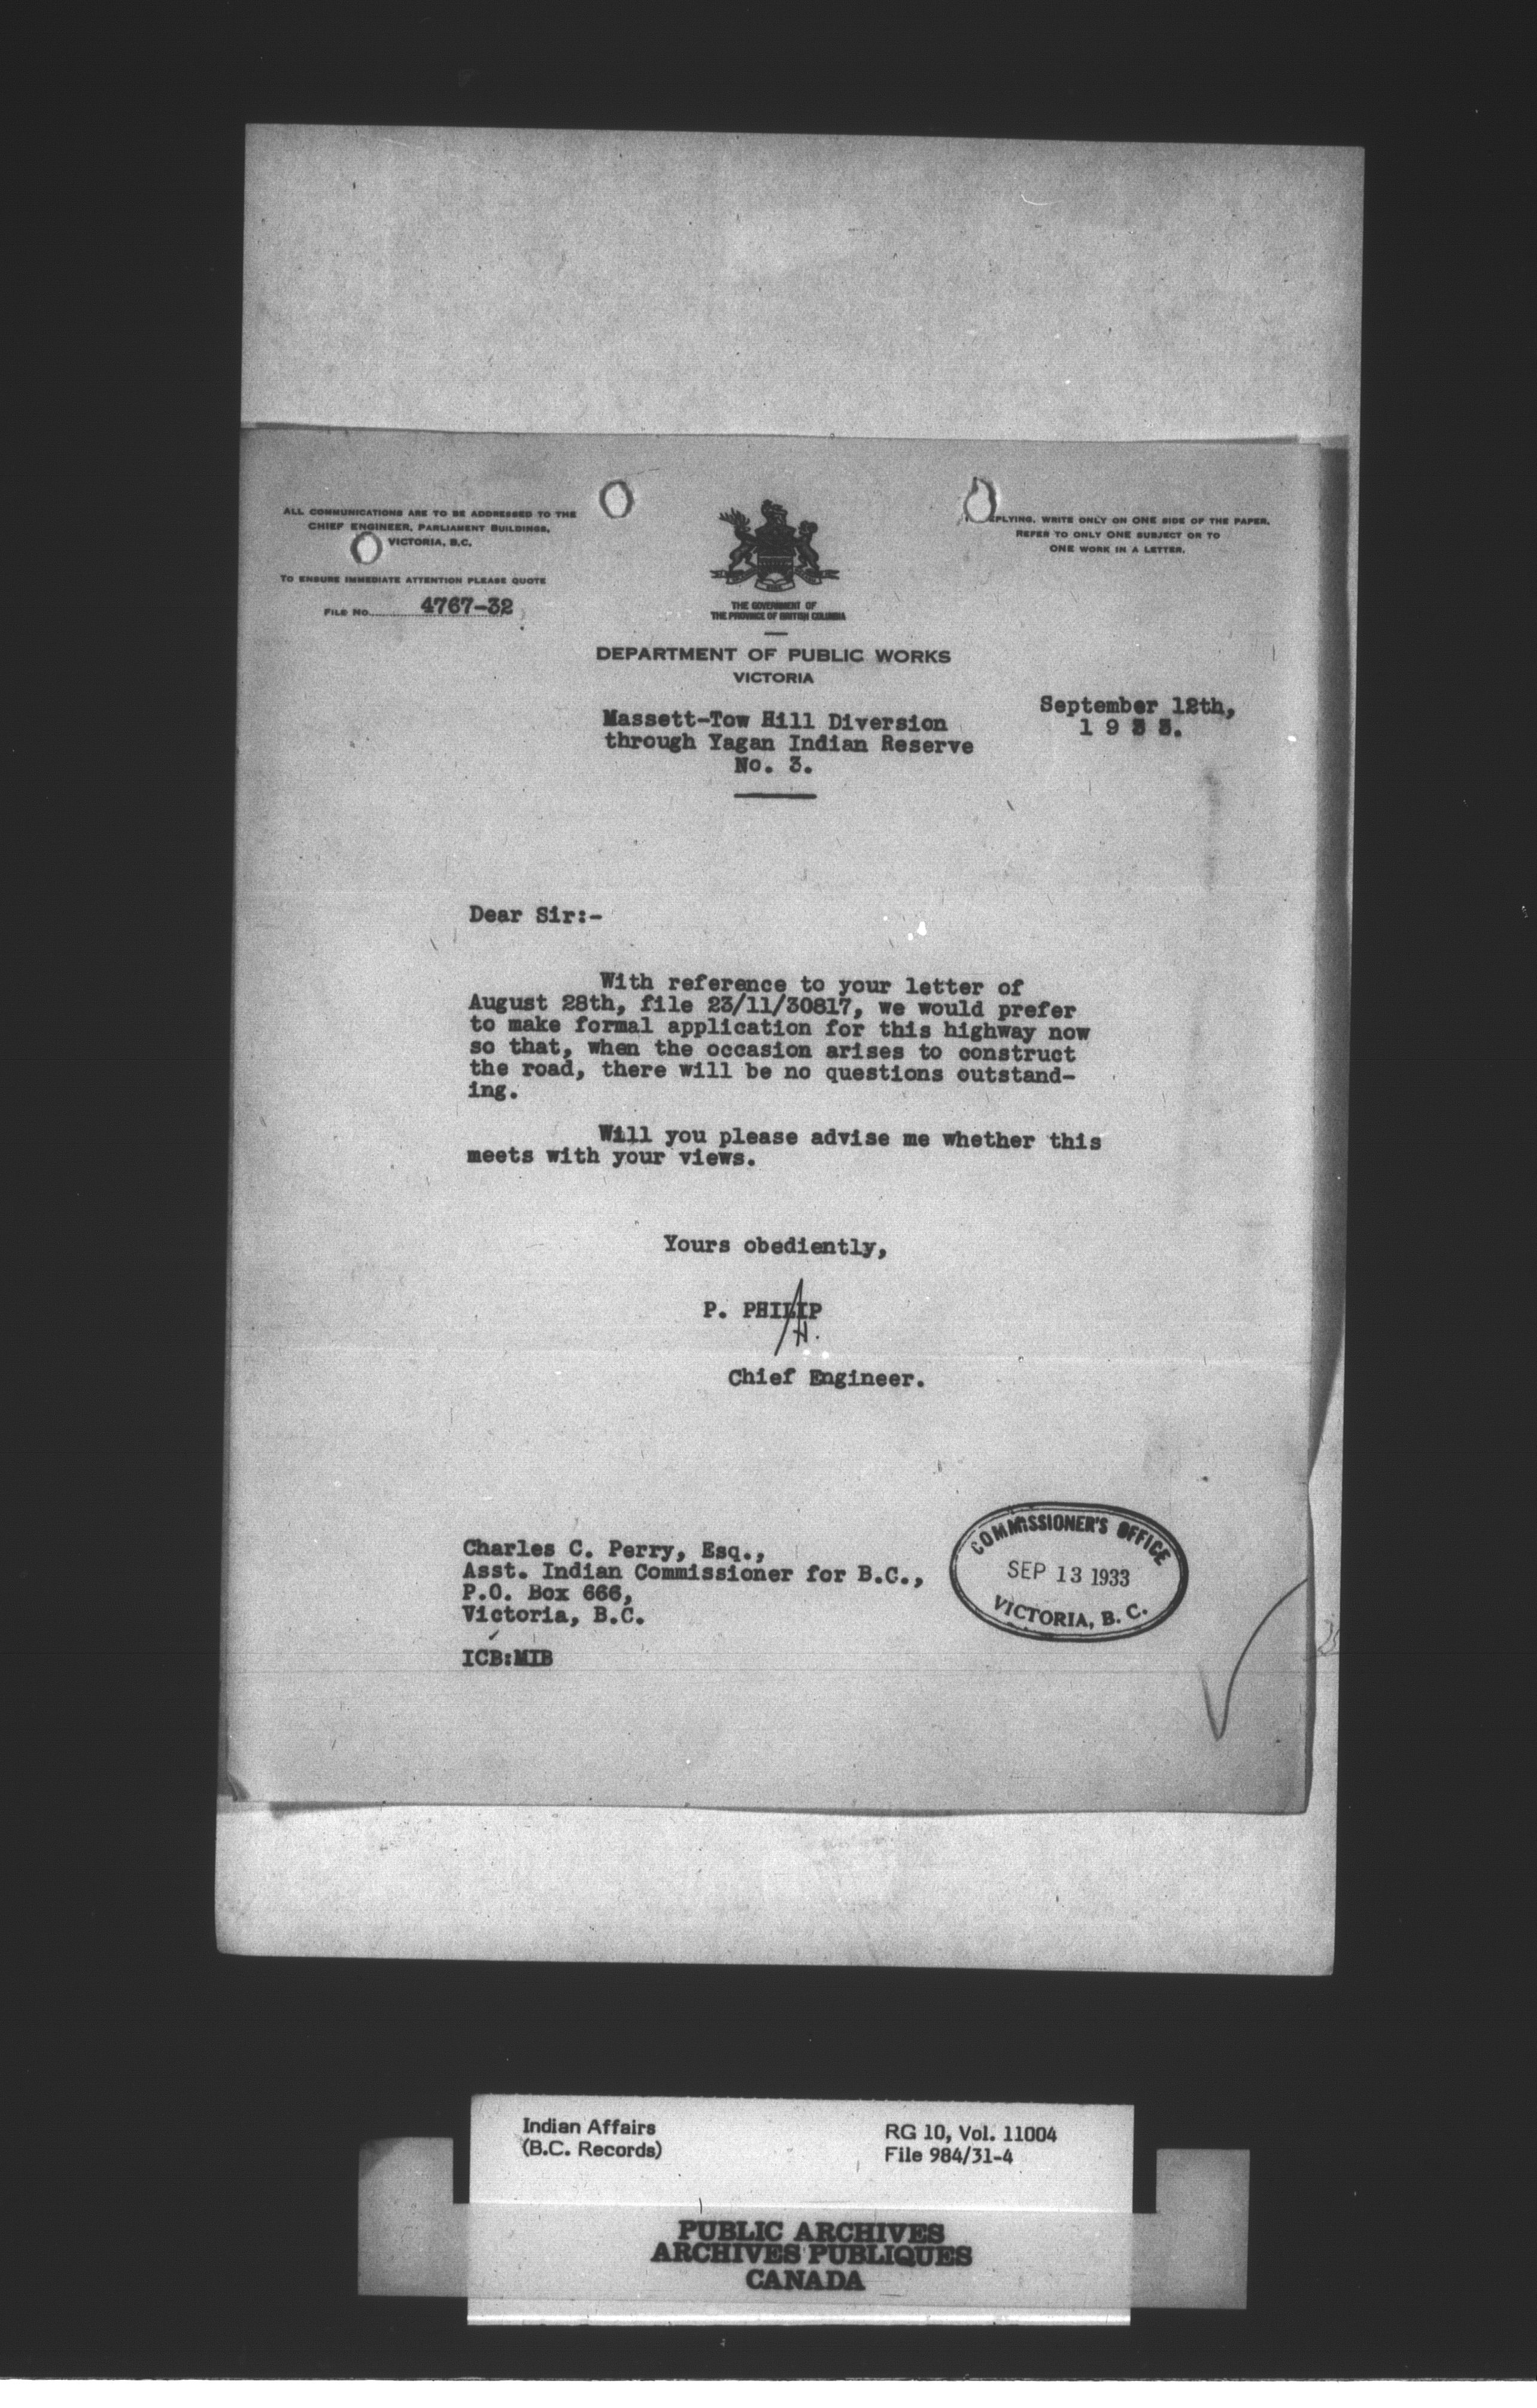 ALL COMMUNICATIONS ARE TO BE ADDRESSED TO THE
CHIEF ENGINEER, PARLIAMENT BUILDINGS,
VICTORIA, B.C.
TO ENSURE IMMEDIATE ATTENTION PLEASE QUOTE
FILE NO. 4767-32
THE GOVERNMENT OF
THE PROVINCE OF BRITISH COLUMBIA
PLYING, WRITE ONLY ON ONE SIDE OF THE PAPER,
REFER TO ONLY ONE SUBJECT OR TO
ONE WORK IN A LETTER.
DEPARTMENT OF PUBLIC WORKS
VICTORIA
September 12th,
1 9 3 3.
Massett-Tow Hill Diversion
through Yagan Indian Reserve
No. 3.
Dear Sir:-
With reference to your letter of
August 28th, file 23/11/30817, we would prefer
to make formal application for this highway now
so that, when the occasion arises to construct
the road, there will be no questions outstand-
ing.
Will you please advise me whether this
meets with your views.
Yours obediently,
P. PHILIP
H.
Chief Engineer.
Charles C. Perry, Esq.,
Asst. Indian Commissioner for B.C.,
P.O. Box 666,
Victoria, B.C.
ICB:MIB
COMMISSIONER'S OFFICE
SEP 13 1933
VICTORIA, B. C.
Indian Affairs
(B.C. Records)
RG 10, Vol. 11004
File 984/31-4
PUBLIC ARCHIVES
ARCHIVES PUBLIQUES
CANADA